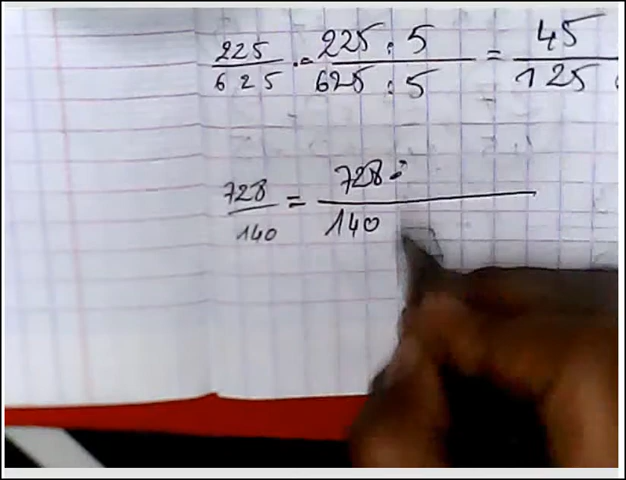 225/625 = 225 : 5/625 : 5 = 45/125
728/140 = 728 :/140